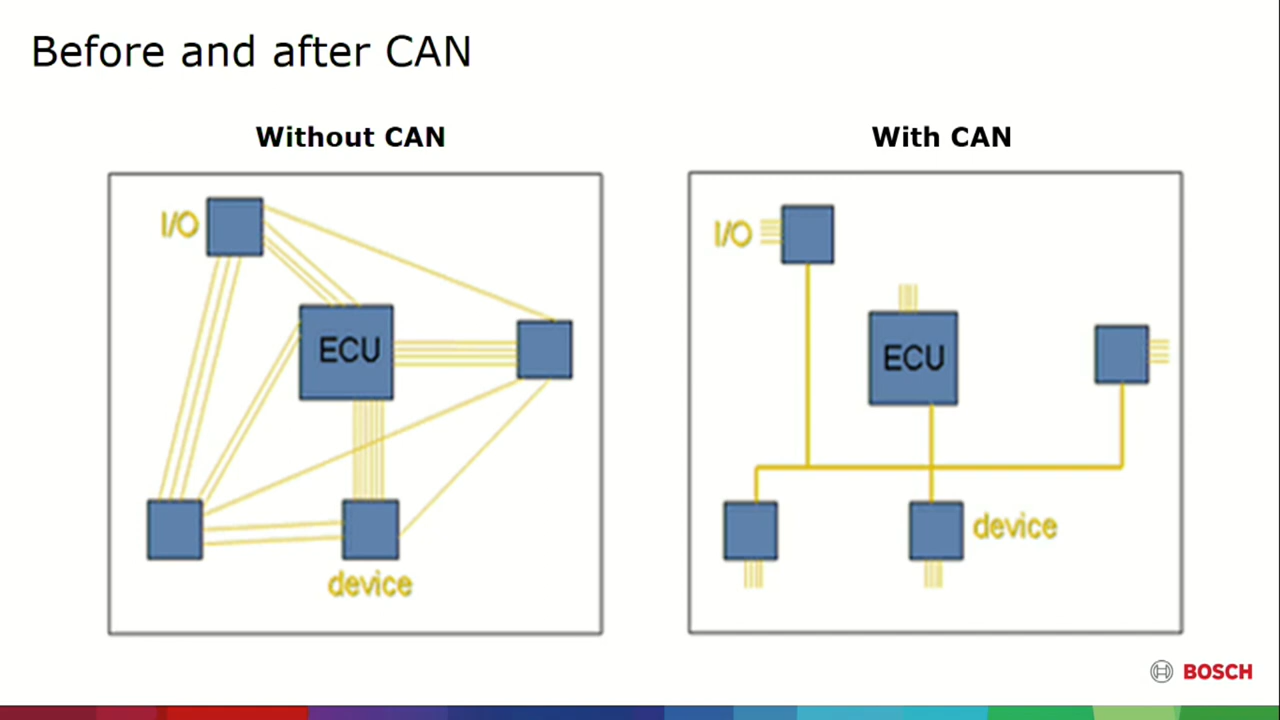 Before and after CAN
Without CAN
With CAN
I/O
ECU
device
I/O
ECU
device
BOSCH